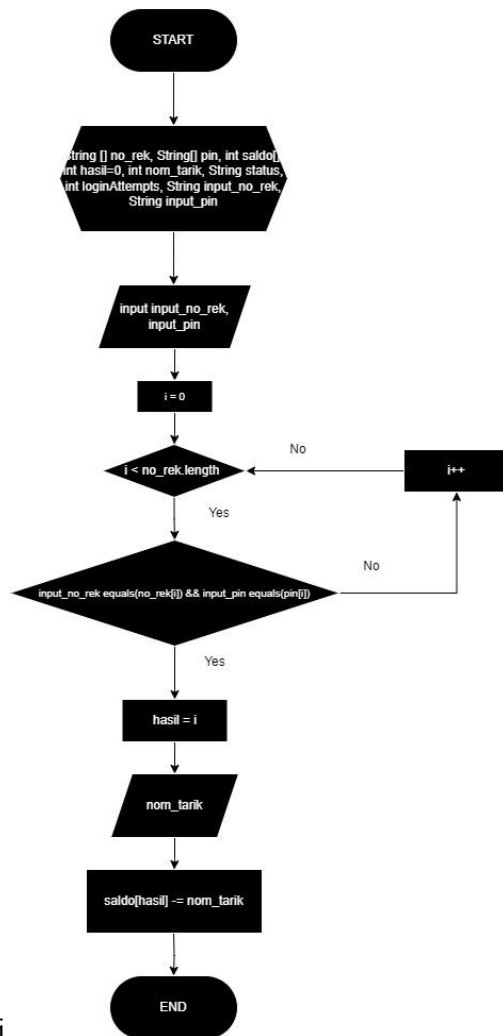 START
String [] no_rek, String[] pin, int saldo[]
int hasil=0, int nom_tarik, String status,
int loginAttempts, String input_no_rek,
String input_pin
input input_no_rek,
input_pin
i = 0
i < no_rek.length
No
i++
Yes
input_no_rek equals(no_rek[i]) && input_pin equals(pin[i])
No
Yes
hasil = i
nom_tarik
saldo[hasil] -= nom_tarik
END
i